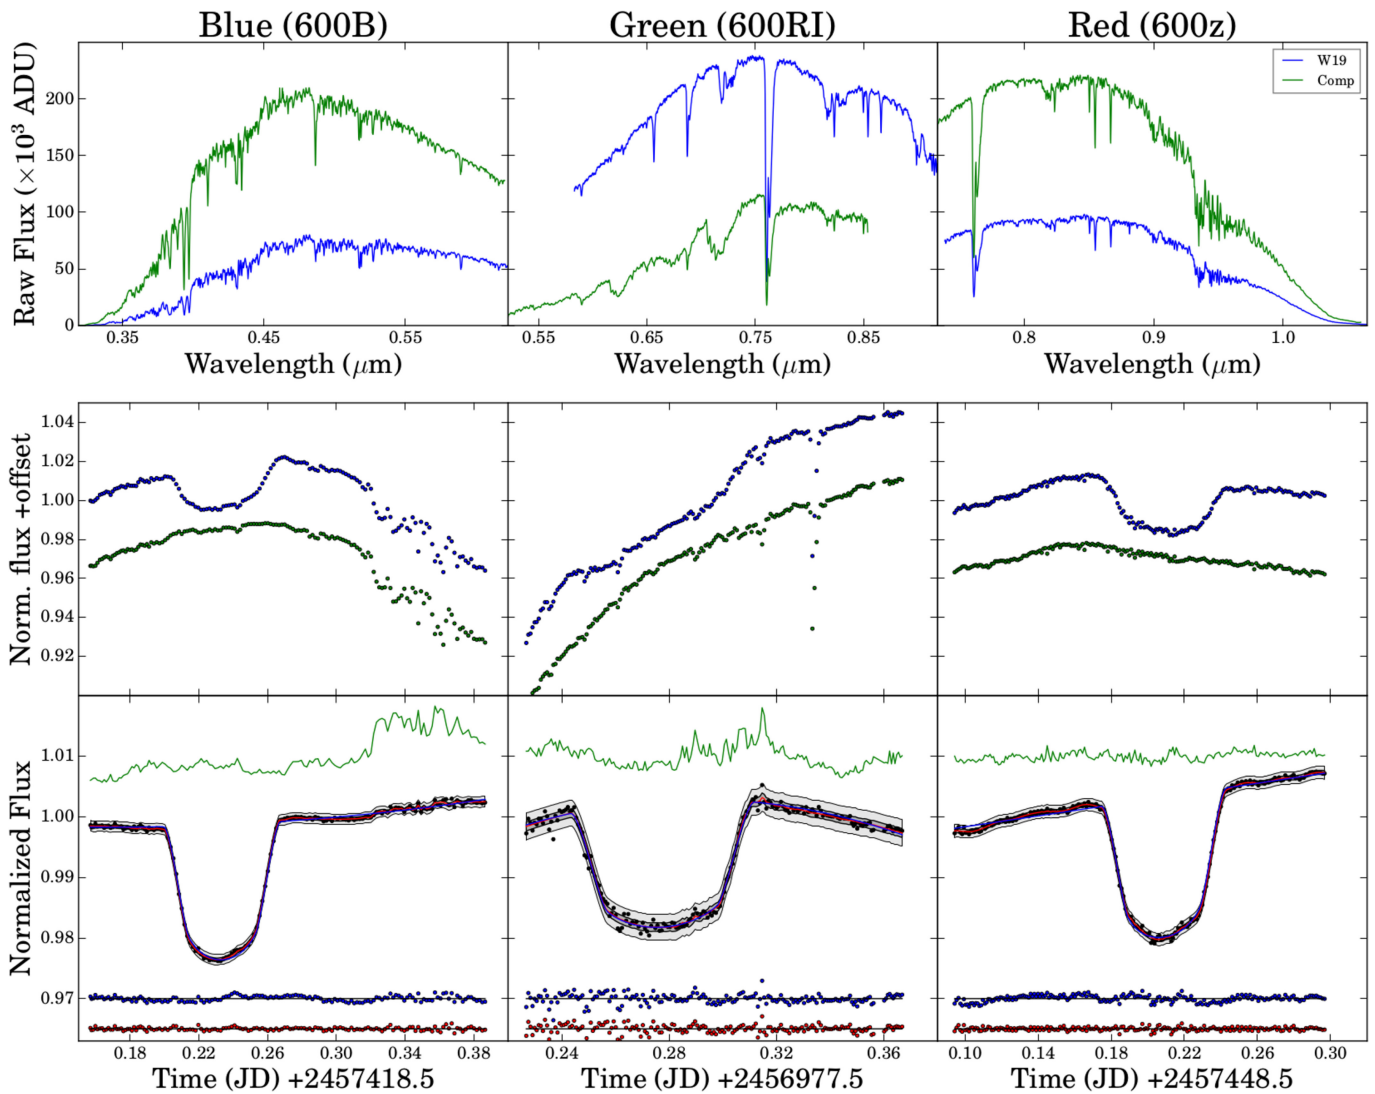 Blue (600B) Green (600RI) Red (600z)
Raw Flux (×10³ ADU)
200
150
100
50
0
W19
Comp
0.35 0.45 0.55 0.55 0.65 0.75 0.85 0.8 0.9 1.0
Wavelength (μm) Wavelength (μm) Wavelength (μm)
Norm. flux +offset
1.04
1.02
1.00
0.98
0.96
0.94
0.92
Normalized Flux
1.01
1.00
0.99
0.98
0.97
0.18 0.22 0.26 0.30 0.34 0.38 0.24 0.28 0.32 0.36 0.10 0.14 0.18 0.22 0.26 0.30
Time (JD) +2457418.5 Time (JD) +2456977.5 Time (JD) +2457448.5